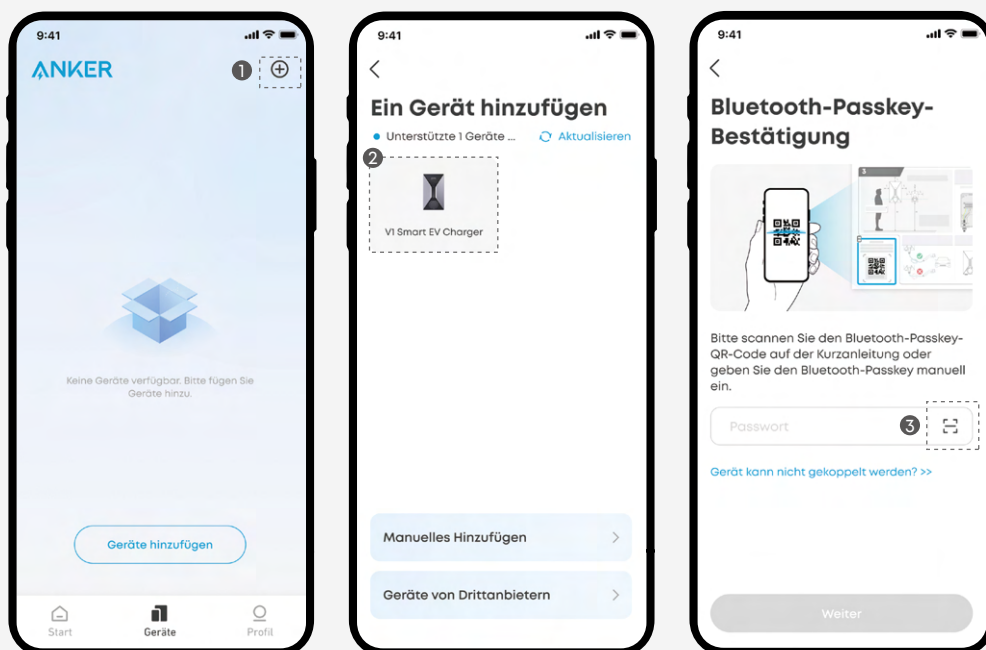 9:41
ANKER
1
Keine Geräte verfügbar. Bitte fügen Sie
Geräte hinzu.
Geräte hinzufügen
Start
Geräte
Profil
9:41
Ein Gerät hinzufügen
Unterstützte 1 Geräte ...
Aktualisieren
2
V1 Smart EV Charger
Manuelles Hinzufügen
Geräte von Drittanbietern
9:41
Bluetooth-Passkey-
Bestätigung
3
Bitte scannen Sie den Bluetooth-Passkey-
QR-Code auf der Kurzanleitung oder
geben Sie den Bluetooth-Passkey manuell
ein.
Passwort
3
Gerät kann nicht gekoppelt werden? >>
Weiter